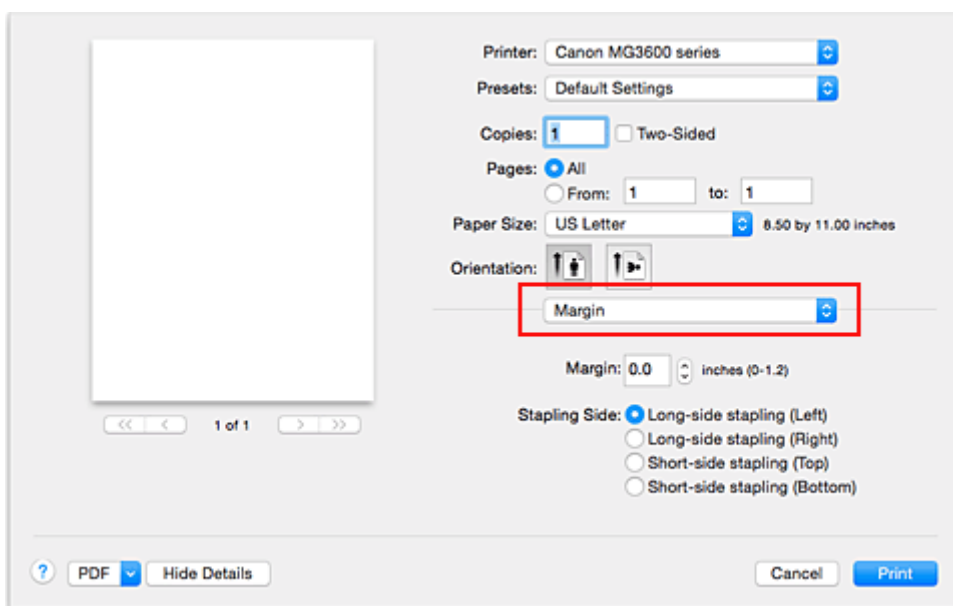 Printer: Canon MG3600 series
Presets: Default Settings
Copies: 1 Two-Sided
Pages: All
From: 1 to: 1
Paper Size: US Letter 8.50 by 11.00 inches
Orientation:
Margin
Margin: 0.0 inches (0-1.2)
Stapling Side: Long-side stapling (Left)
Long-side stapling (Right)
Short-side stapling (Top)
Short-side stapling (Bottom)
<< < 1 of 1 > >>
? PDF Hide Details Cancel Print